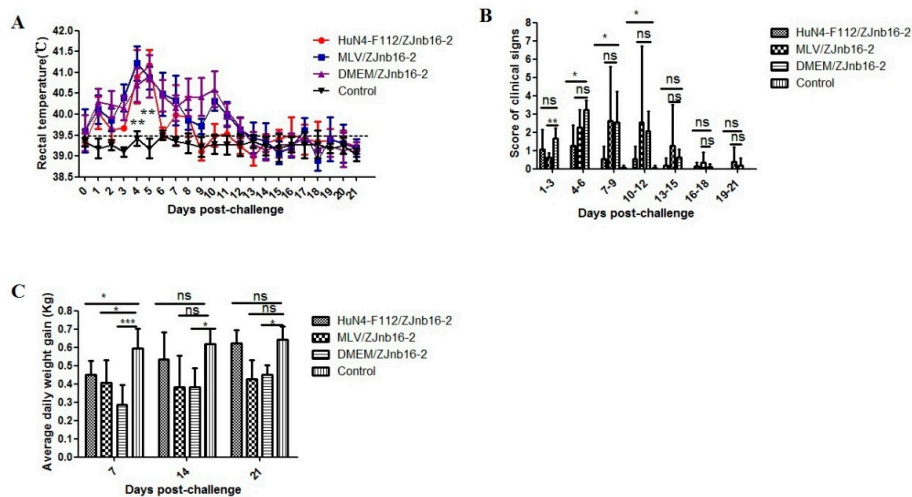 A
Rectal temperature(℃)
42.0
41.5
41.0
40.5
40.0
39.5
39.0
38.5
**
**
0 1 2 3 4 5 6 7 8 9 10 11 12 13 14 15 16 17 18 19 20 21
Days post-challenge
HuN4-F112/ZJnb16-2
MLV/ZJnb16-2
DMEM/ZJnb16-2
Control
B
Score of clinical signs
8
7
6
5
4
3
2
1
0
ns
**
*
ns
*
ns
*
ns
ns
ns
ns
ns
ns
ns
1-3 4-6 7-9 10-12 13-15 16-18 19-21
Days post-challenge
HuN4-F112/ZJnb16-2
MLV/ZJnb16-2
DMEM/ZJnb16-2
Control
C
Average daily weight gain (Kg)
0.8
0.7
0.6
0.5
0.4
0.3
0.2
0.1
0.0
*
*
***
ns
ns
*
ns
ns
*
7 14 21
Days post-challenge
HuN4-F112/ZJnb16-2
MLV/ZJnb16-2
DMEM/ZJnb16-2
Control